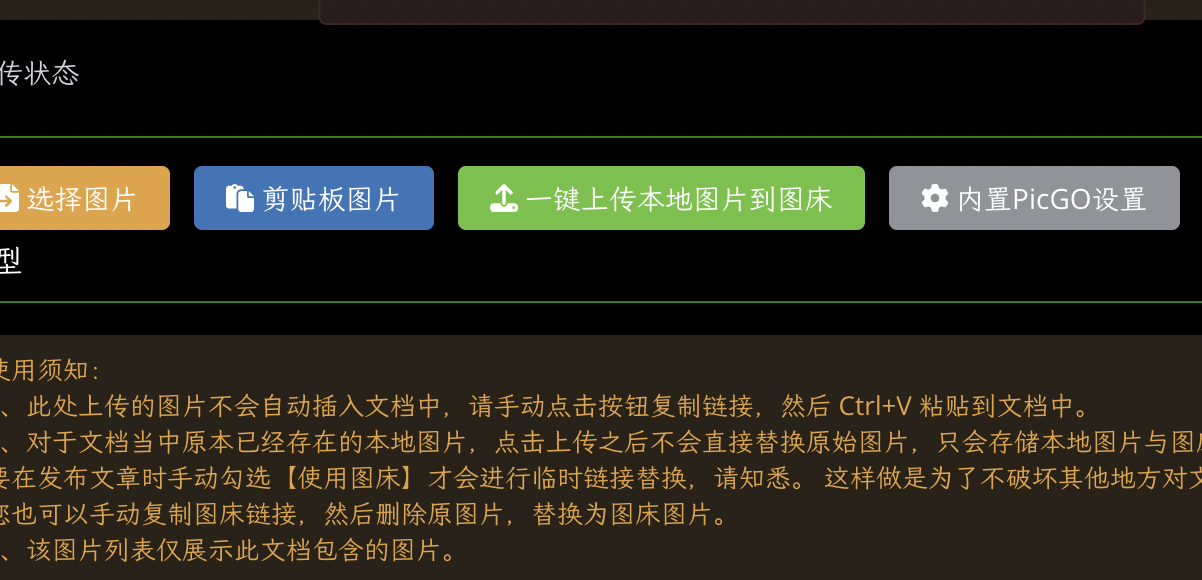 传状态
选择图片 剪贴板图片 一键上传本地图片到图床 内置PicGO设置
型
使用须知：
、此处上传的图片不会自动插入文档中，请手动点击按钮复制链接，然后 Ctrl+V 粘贴到文档中。
、对于文档当中原本已经存在的本地图片，点击上传之后不会直接替换原始图片，只会存储本地图片与图床
要在发布文章时手动勾选【使用图床】才会进行临时链接替换，请知悉。 这样做是为了不破坏其他地方对文
您也可以手动复制图床链接，然后删除原图片，替换为图床图片。
、该图片列表仅展示此文档包含的图片。